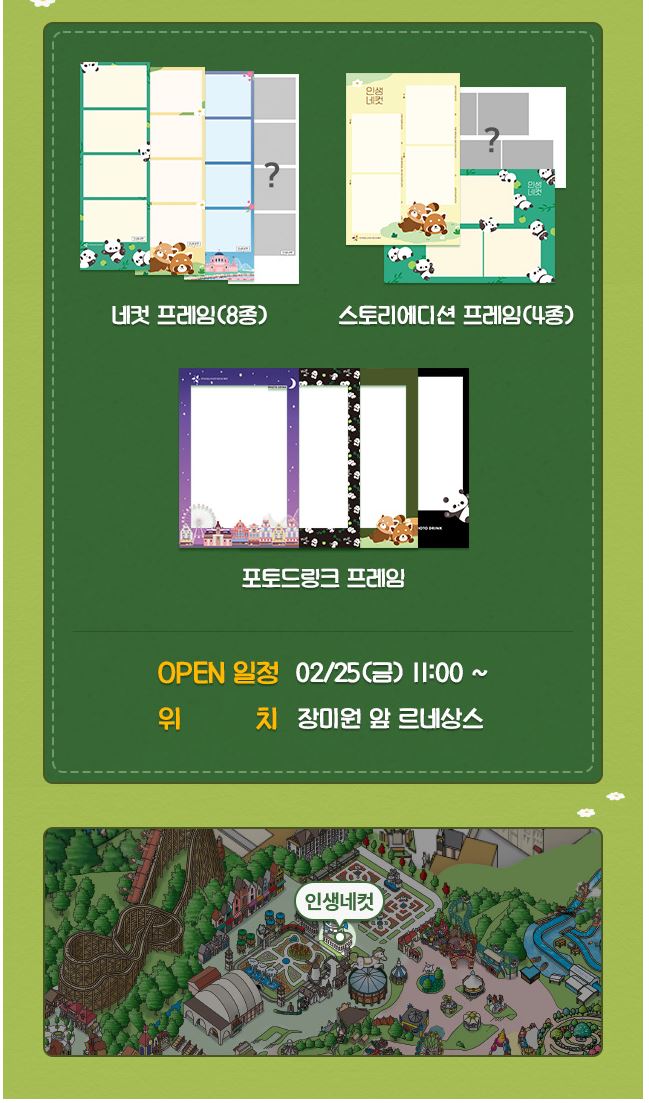 인생
네컷
?
?
인생
네컷
네컷 프레임(8종)
스토리에디션 프레임(4종)
PHOTO DRINK
포토드링크 프레임
OPEN 일정 02/25(금) 11:00 ~
위 치 장미원 앞 르네상스
인생네컷